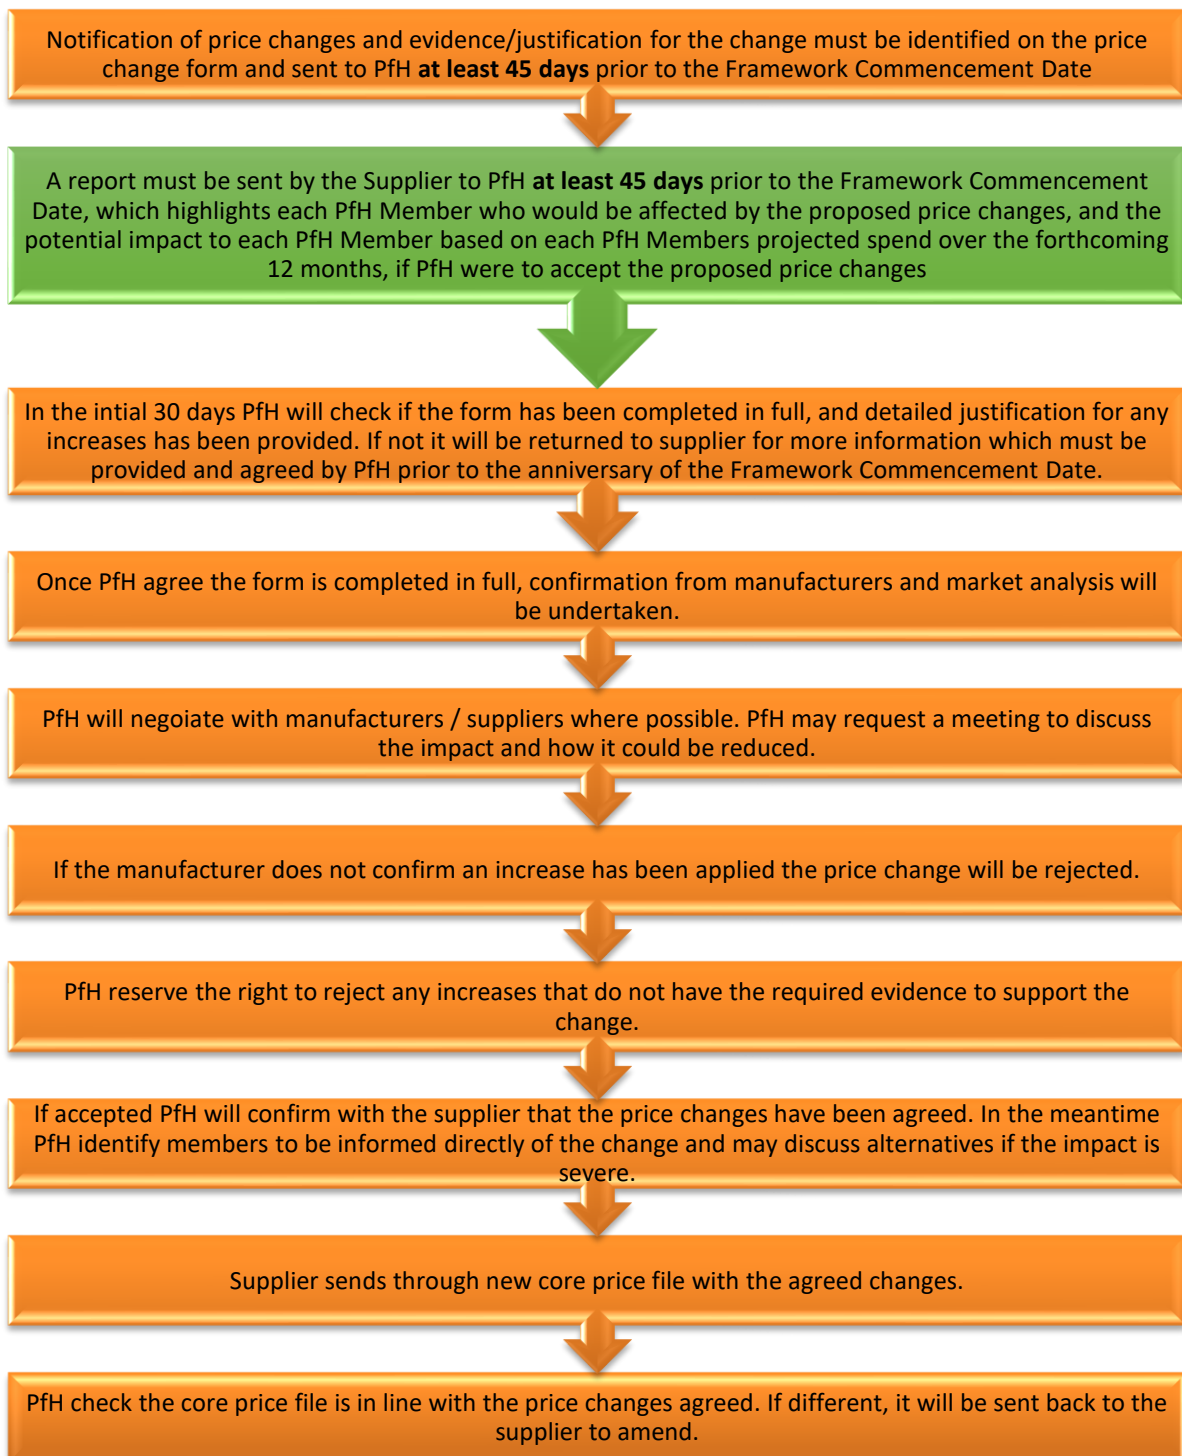 Notification of price changes and evidence/justification for the change must be identified on the price
change form and sent to PfH at least 45 days prior to the Framework Commencement Date
A report must be sent by the Supplier to PfH at least 45 days prior to the Framework Commencement
Date, which highlights each PfH Member who would be affected by the proposed price changes, and the
potential impact to each PfH Member based on each PfH Members projected spend over the forthcoming
12 months, if PfH were to accept the proposed price changes
In the intial 30 days PfH will check if the form has been completed in full, and detailed justification for any
increases has been provided. If not it will be returned to supplier for more information which must be
provided and agreed by PfH prior to the anniversary of the Framework Commencement Date.
Once PfH agree the form is completed in full, confirmation from manufacturers and market analysis will
be undertaken.
PfH will negoiate with manufacturers / suppliers where possible. PfH may request a meeting to discuss
the impact and how it could be reduced.
If the manufacturer does not confirm an increase has been applied the price change will be rejected.
PfH reserve the right to reject any increases that do not have the required evidence to support the
change.
If accepted PfH will confirm with the supplier that the price changes have been agreed. In the meantime
PfH identify members to be informed directly of the change and may discuss alternatives if the impact is
severe.
Supplier sends through new core price file with the agreed changes.
PfH check the core price file is in line with the price changes agreed. If different, it will be sent back to the
supplier to amend.